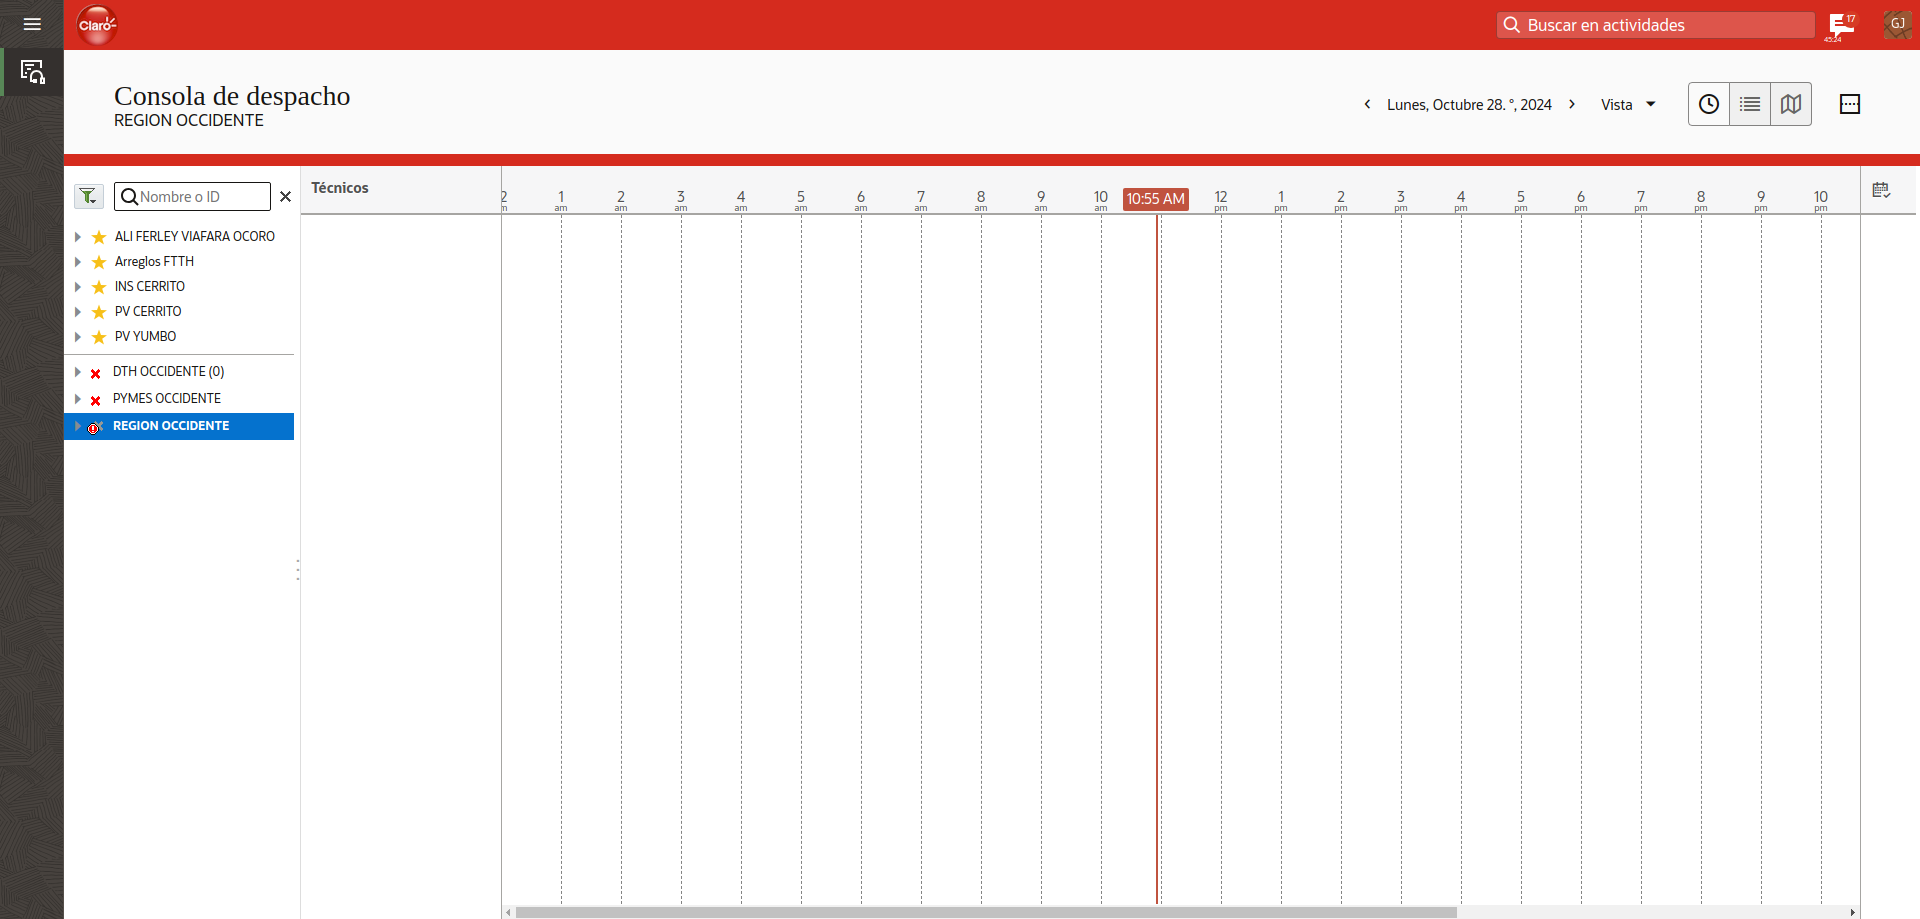 Claro
Buscar en actividades
17
45:24
GJ
Consola de despacho
REGION OCCIDENTE
Lunes, Octubre 28. °, 2024
Vista
Nombre o ID
Técnicos
2 1 2 3 4 5 6 7 8 9 10 10:55 AM 12 1 2 3 4 5 6 7 8 9 10
m am am am am am am am am am am pm pm pm pm pm pm pm pm pm pm pm
ALI FERLEY VIAFARA OCORO
Arreglos FTTH
INS CERRITO
PV CERRITO
PV YUMBO
DTH OCCIDENTE (0)
PYMES OCCIDENTE
REGION OCCIDENTE